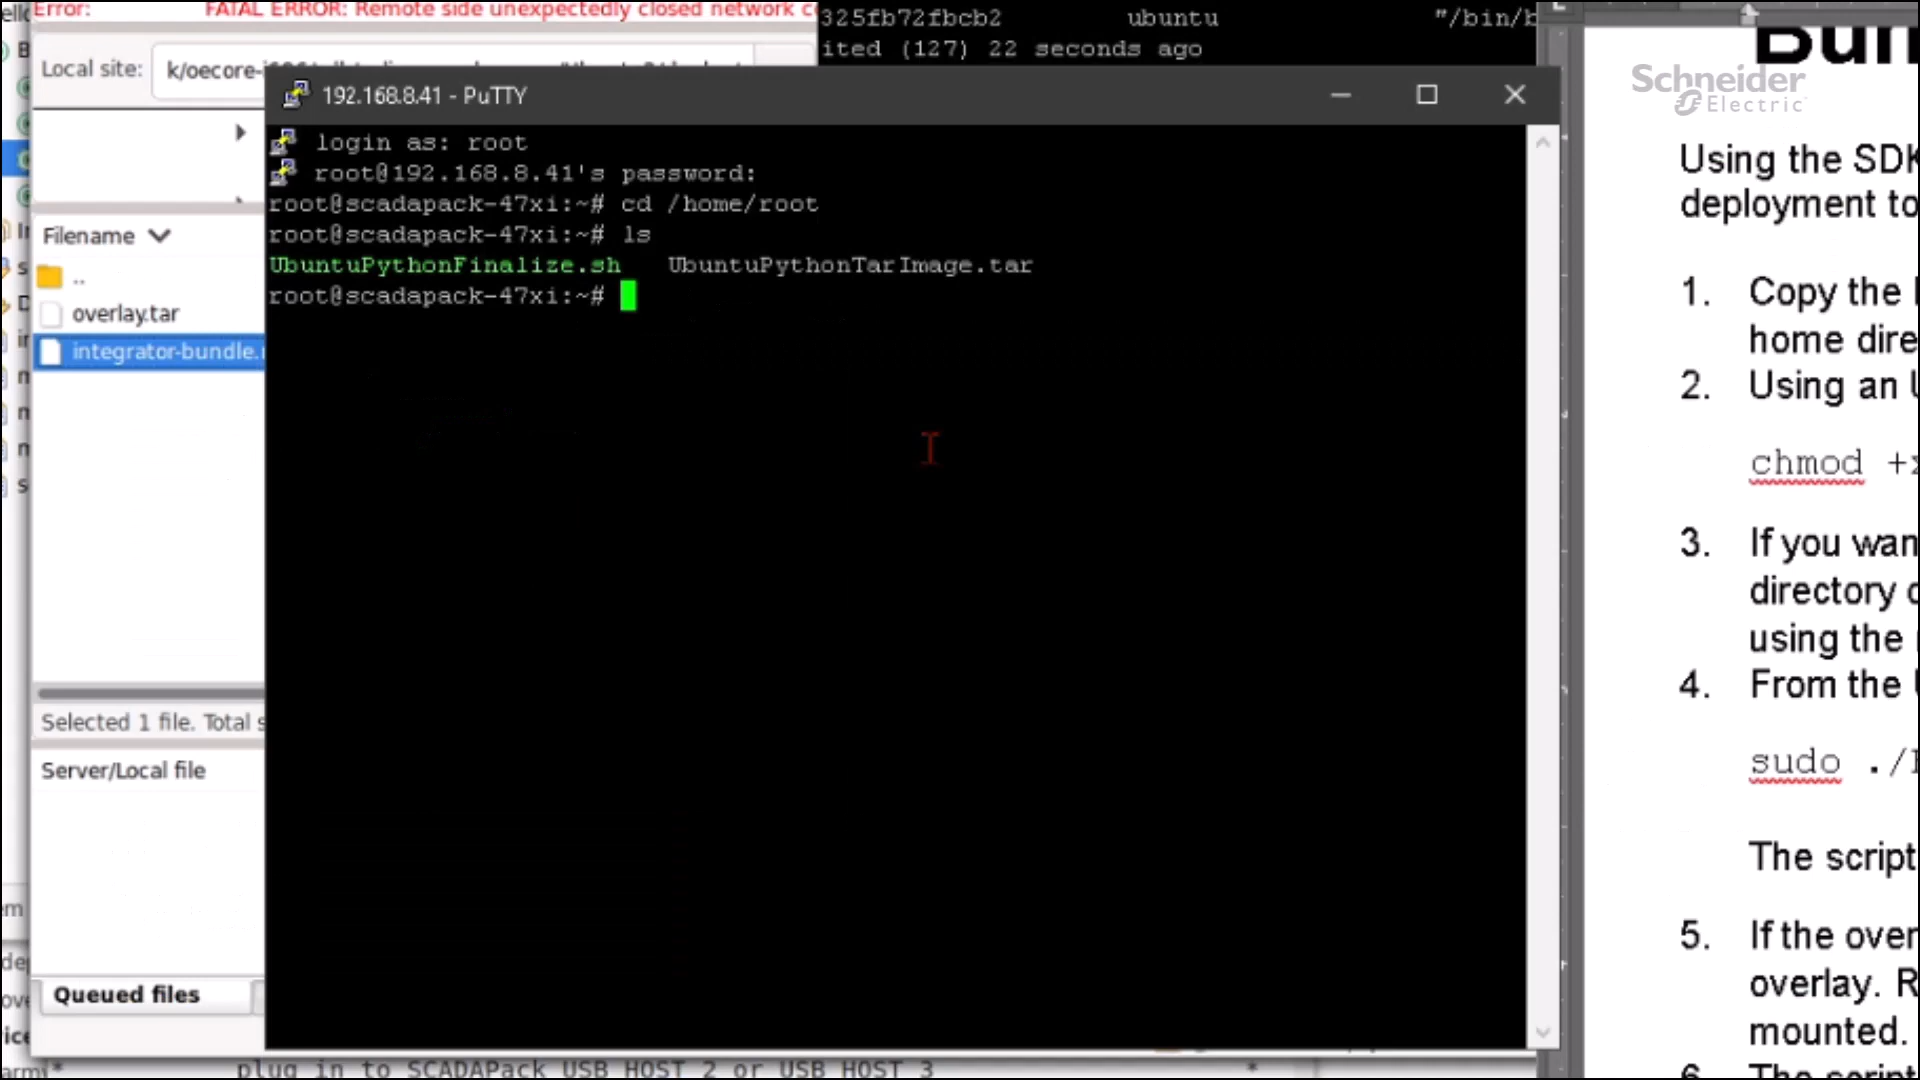 Error: FATAL ERROR: Remote side unexpectedly closed network
Local site:
325fb72fbcb2 ubuntu "/bin/b
ited (127) 22 seconds ago
192.168.8.41 - PuTTY
login as: root
root@192.168.8.41's password:
root@scadapack-47xi:~# cd /home/root
root@scadapack-47xi:~# ls
UbuntuPythonFinalize.sh UbuntuPythonTarImage.tar
root@scadapack-47xi:~#
Filename
..
overlay.tar
integrator-bundle.
Selected 1 file. Total s
Server/Local file
Queued files
plug in to SCADAPack USB HOST 2 or USB HOST 3 *
Schneider
Electric
Using the SDK
deployment to
1. Copy the
home dire
2. Using an U
chmod +x
3. If you wan
directory
using the
4. From the U
sudo ./
The script
5. If the over
overlay. R
mounted.
6. The script